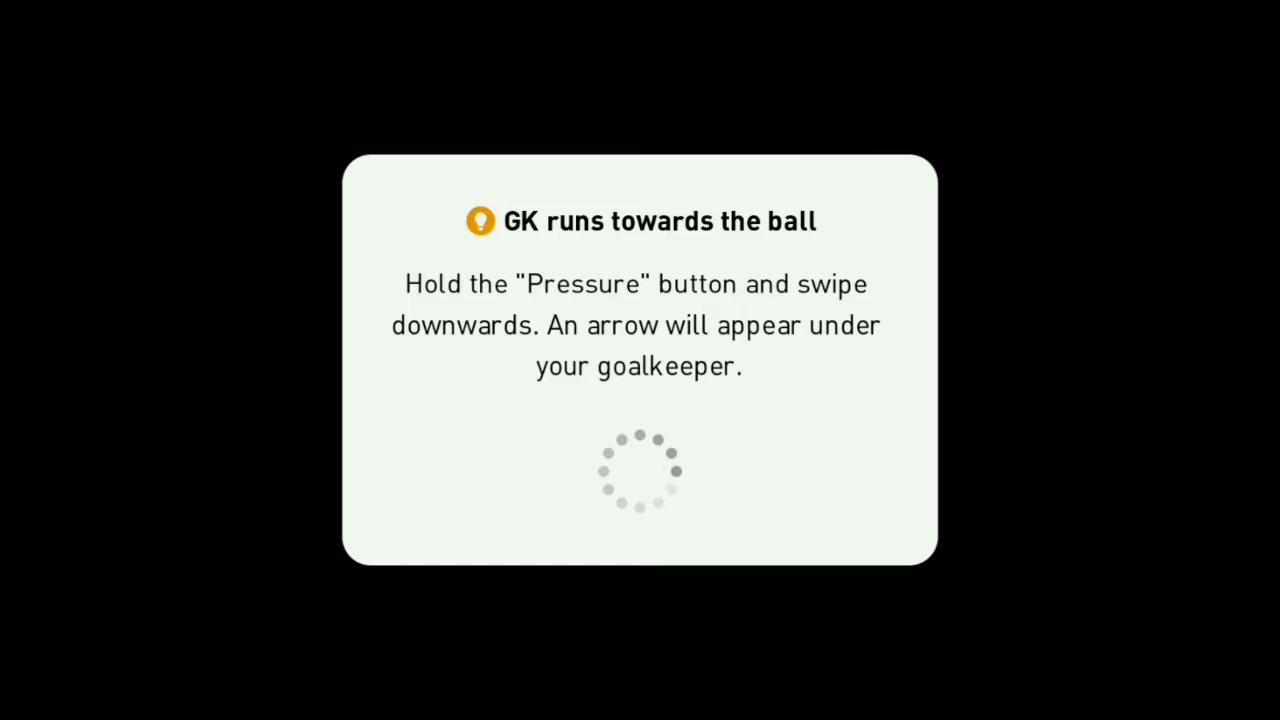 GK runs towards the ball
Hold the "Pressure" button and swipe
downwards. An arrow will appear under
your goalkeeper.